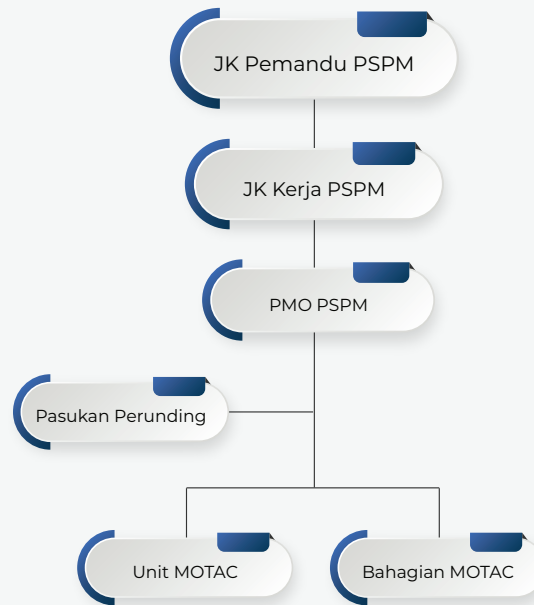 JK Pemandu PSPM
JK Kerja PSPM
PMO PSPM
Pasukan Perunding
Unit MOTAC
Bahagian MOTAC